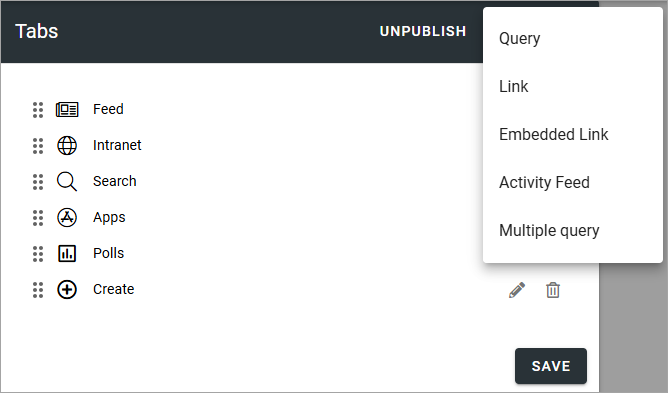 Tabs
UNPUBLISH
Query
Link
Embedded Link
Activity Feed
Multiple query
Feed
Intranet
Search
Apps
Polls
Create
SAVE